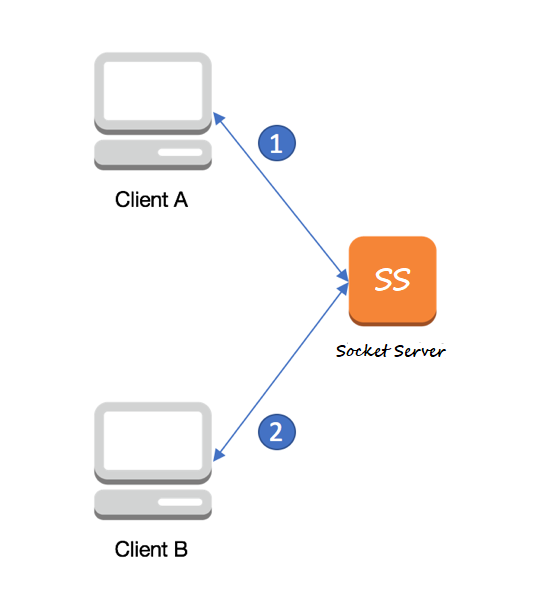 1
Client A
SS
Socket Server
2
Client B